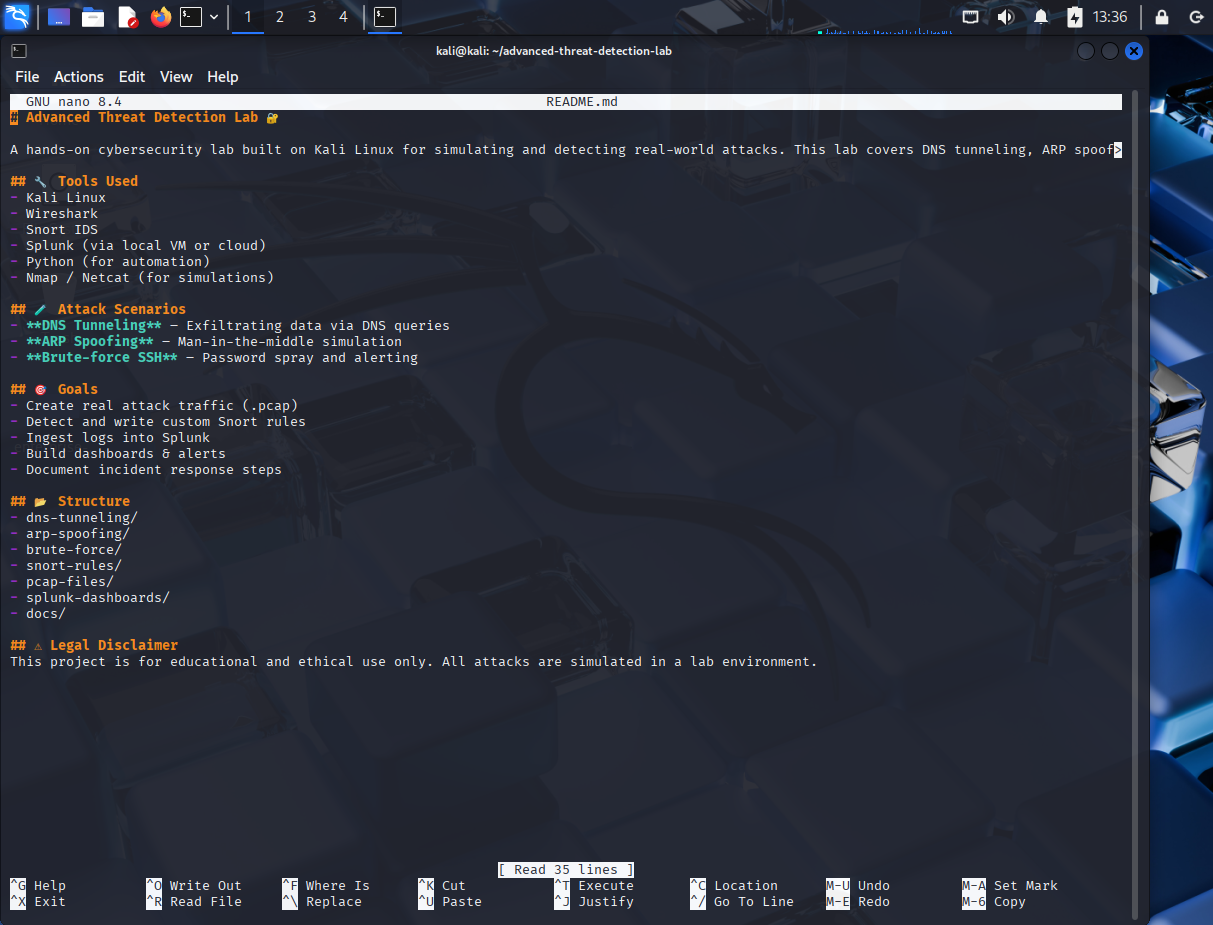 1 2 3 4 13:36
kali@kali: ~/advanced-threat-detection-lab
File Actions Edit View Help
GNU nano 8.4 README.md
# Advanced Threat Detection Lab 🔐
A hands-on cybersecurity lab built on Kali Linux for simulating and detecting real-world attacks. This lab covers DNS tunneling, ARP spoof>
## 🔧 Tools Used
- Kali Linux
- Wireshark
- Snort IDS
- Splunk (via local VM or cloud)
- Python (for automation)
- Nmap / Netcat (for simulations)
## 🧪 Attack Scenarios
- **DNS Tunneling** – Exfiltrating data via DNS queries
- **ARP Spoofing** – Man-in-the-middle simulation
- **Brute-force SSH** – Password spray and alerting
## 🎯 Goals
- Create real attack traffic (.pcap)
- Detect and write custom Snort rules
- Ingest logs into Splunk
- Build dashboards & alerts
- Document incident response steps
## 📂 Structure
- dns-tunneling/
- arp-spoofing/
- brute-force/
- snort-rules/
- pcap-files/
- splunk-dashboards/
- docs/
## ⚠ Legal Disclaimer
This project is for educational and ethical use only. All attacks are simulated in a lab environment.
[ Read 35 lines ]
^G Help ^O Write Out ^F Where Is ^K Cut ^T Execute ^C Location M-U Undo M-A Set Mark
^X Exit ^R Read File ^\ Replace ^U Paste ^J Justify ^/ Go To Line M-E Redo M-6 Copy